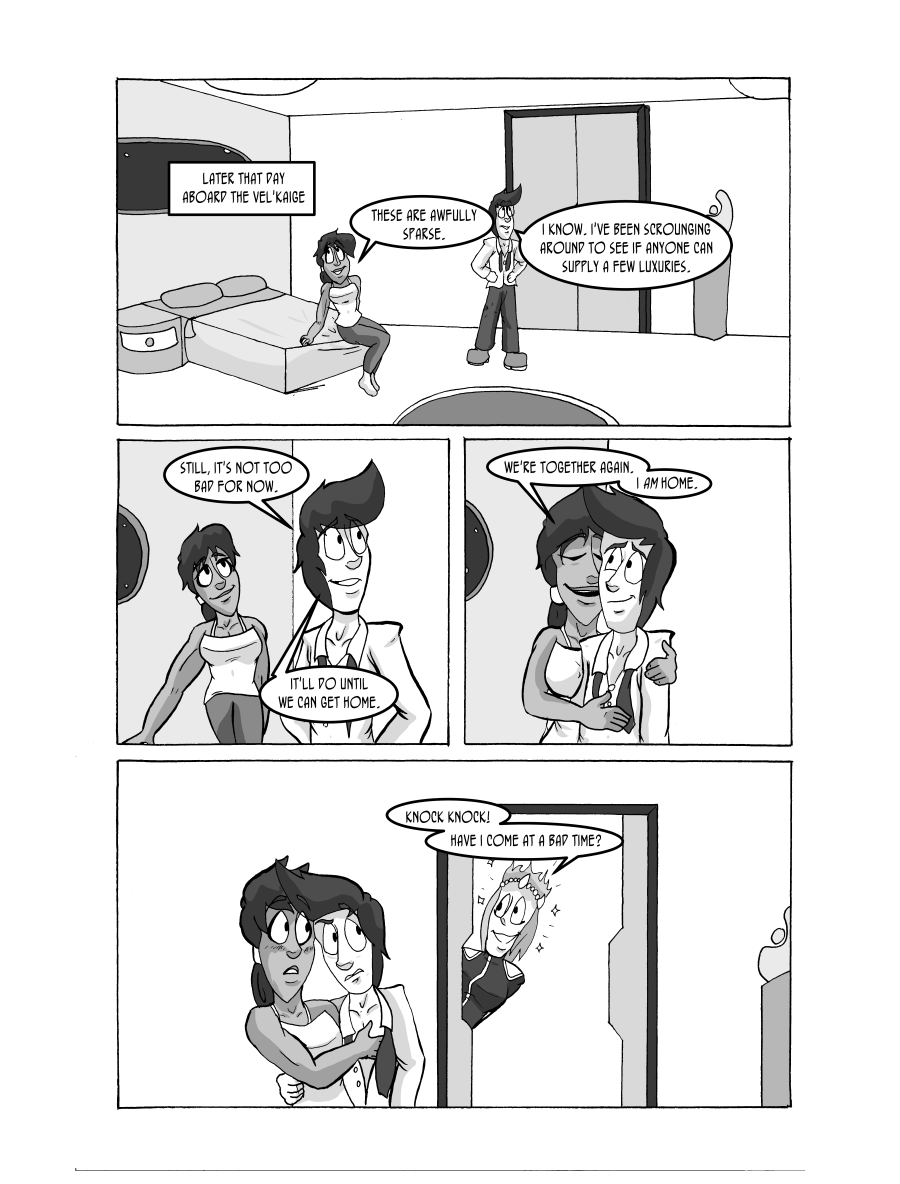 LATER THAT DAY
ABOARD THE VEL'KAIGE
THESE ARE AWFULLY
SPARSE.
I KNOW. I'VE BEEN SCROUNGING
AROUND TO SEE IF ANYONE CAN
SUPPLY A FEW LUXURIES.
STILL, IT'S NOT TOO
BAD FOR NOW.
IT'LL DO UNTIL
WE CAN GET HOME.
WE'RE TOGETHER AGAIN.
I AM HOME.
KNOCK KNOCK!
HAVE I COME AT A BAD TIME?